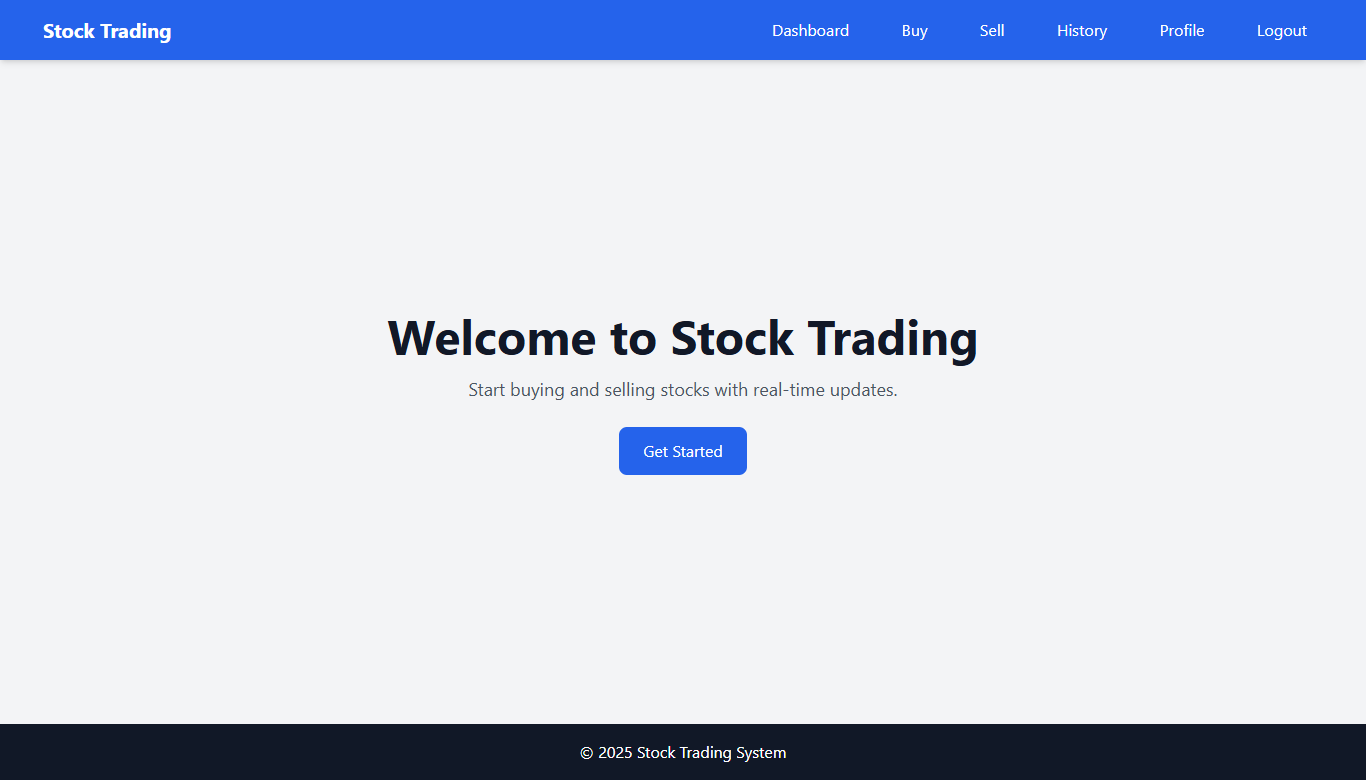 Stock Trading Dashboard Buy Sell History Profile Logout
Welcome to Stock Trading
Start buying and selling stocks with real-time updates.
Get Started
© 2025 Stock Trading System